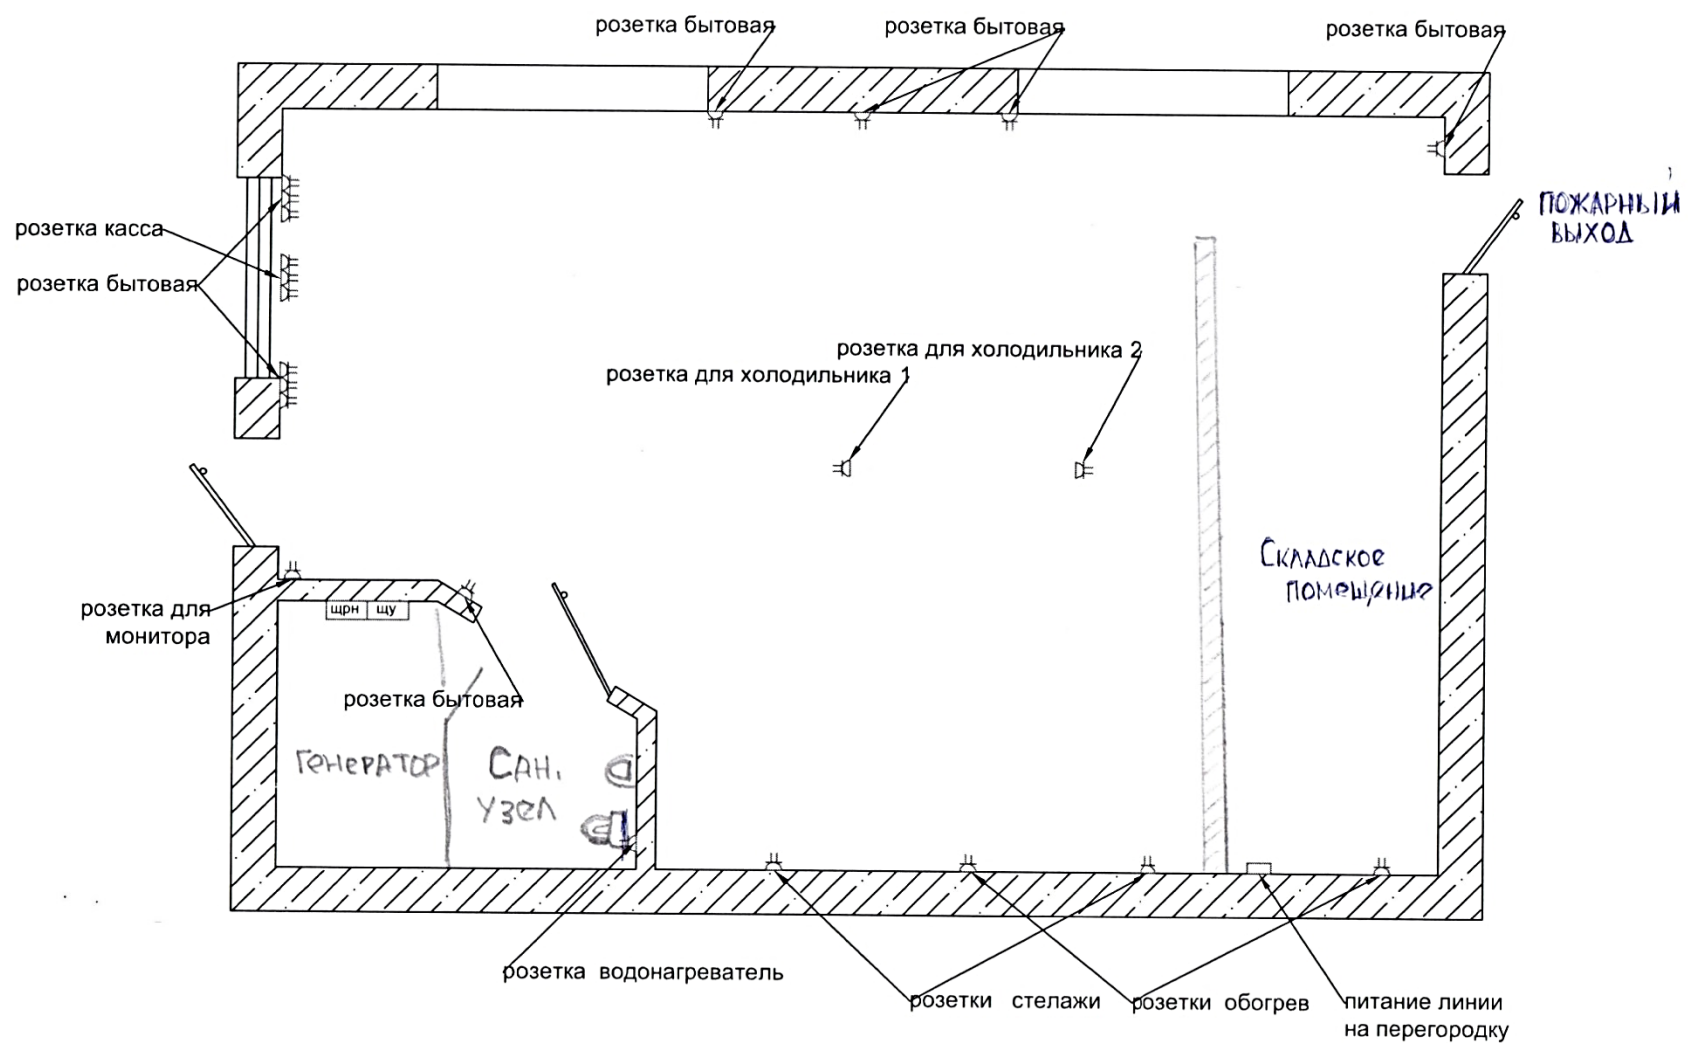 розетка бытовая
розетка бытовая
розетка бытовая
ПОЖАРНЫЙ
ВЫХОД
розетка касса
розетка бытовая
розетка для холодильника 2
розетка для холодильника 1
Складское
помещение
щрн
щу
розетка для
монитора
розетка бытовая
Генератор
Сан.
узел
розетка водонагреватель
розетки стелажи
розетки обогрев
питание линии
на перегородку